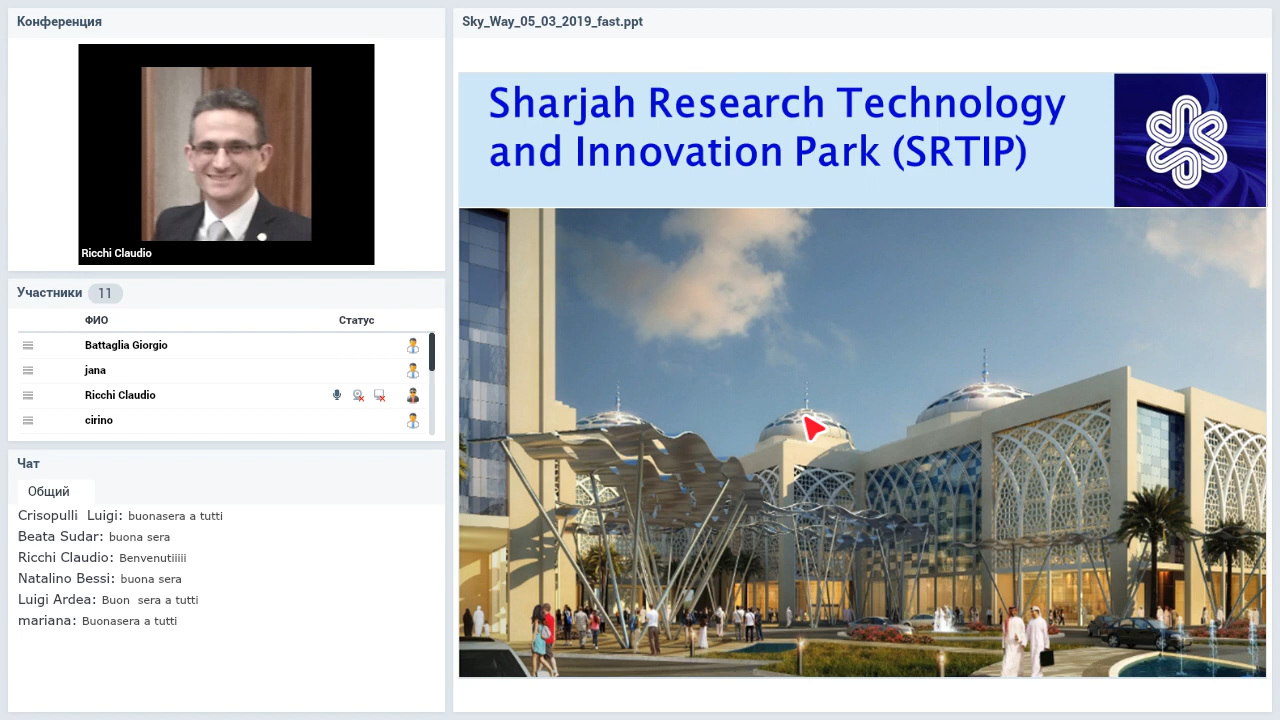 Конференция
Ricchi Claudio
Участники 11
ФИО Статус
Battaglia Giorgio
jana
Ricchi Claudio
cirino
Чат
Общий
Crisopulli Luigi: buonasera a tutti
Beata Sudar: buona sera
Ricchi Claudio: Benvenutiiiii
Natalino Bessi: buona sera
Luigi Ardea: Buon sera a tutti
mariana: Buonasera a tutti
Sky_Way_05_03_2019_fast.ppt
Sharjah Research Technology
and Innovation Park (SRTIP)